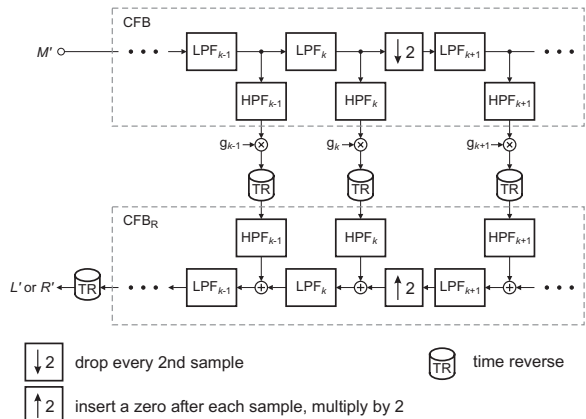 CFB
M'
LPFk-1
LPFk
↓2
LPFk+1
HPFk-1
HPFk
HPFk+1
gk-1
gk
gk+1
TR
TR
TR
CFBR
HPFk-1
HPFk
HPFk+1
L' or R'
TR
LPFk-1
LPFk
↑2
LPFk+1
↓2 drop every 2nd sample
TR time reverse
↑2 insert a zero after each sample, multiply by 2